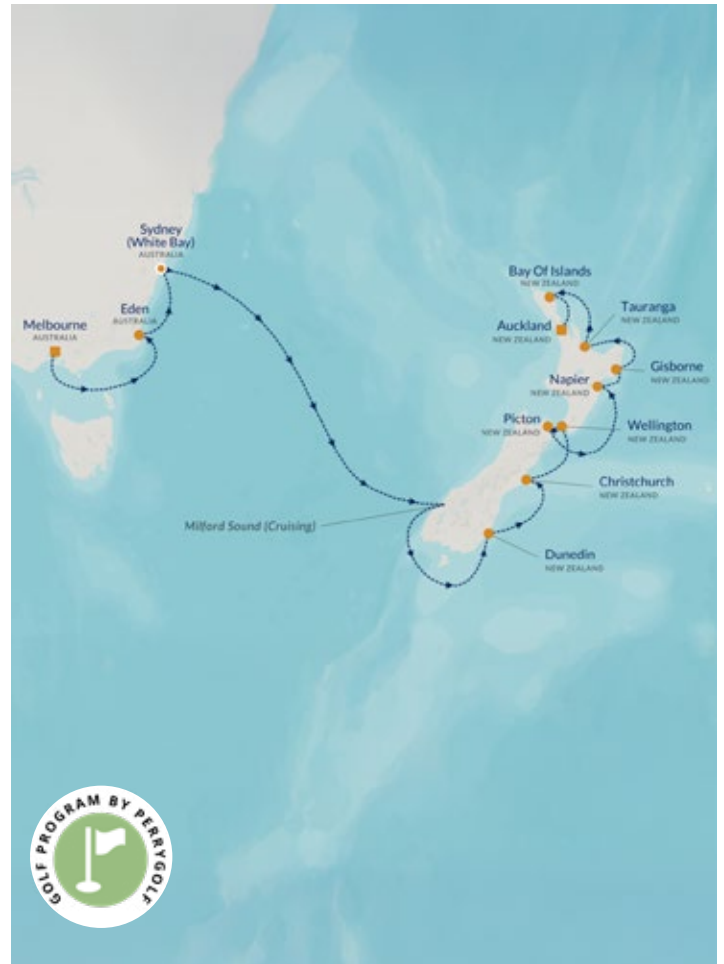 Sydney
(White Bay)
AUSTRALIA
Eden
AUSTRALIA
Melbourne
AUSTRALIA
Bay Of Islands
NEW ZEALAND
Auckland
NEW ZEALAND
Tauranga
NEW ZEALAND
Gisborne
NEW ZEALAND
Napier
NEW ZEALAND
Picton
NEW ZEALAND
Wellington
NEW ZEALAND
Christchurch
NEW ZEALAND
Milford Sound (Cruising)
Dunedin
NEW ZEALAND
GOLF PROGRAM BY PERRYGOLF